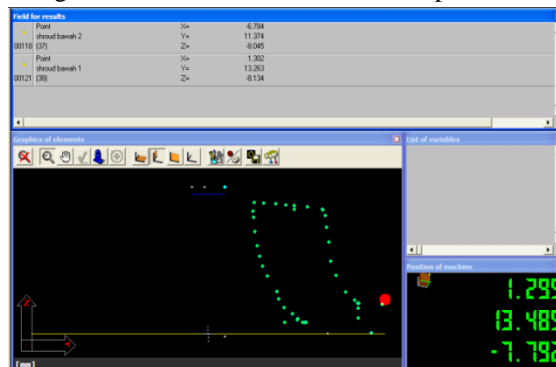 Field for results
Point X= -6.784
shroud bawah 2 Y= 11.374
00118 (37) Z= -8.045
Point X= 1.302
shroud bawah 1 Y= 13.263
00121 (38) Z= -8.134
Graphics of elements
List of variables
Position of machine
1.299
13.489
-7.792